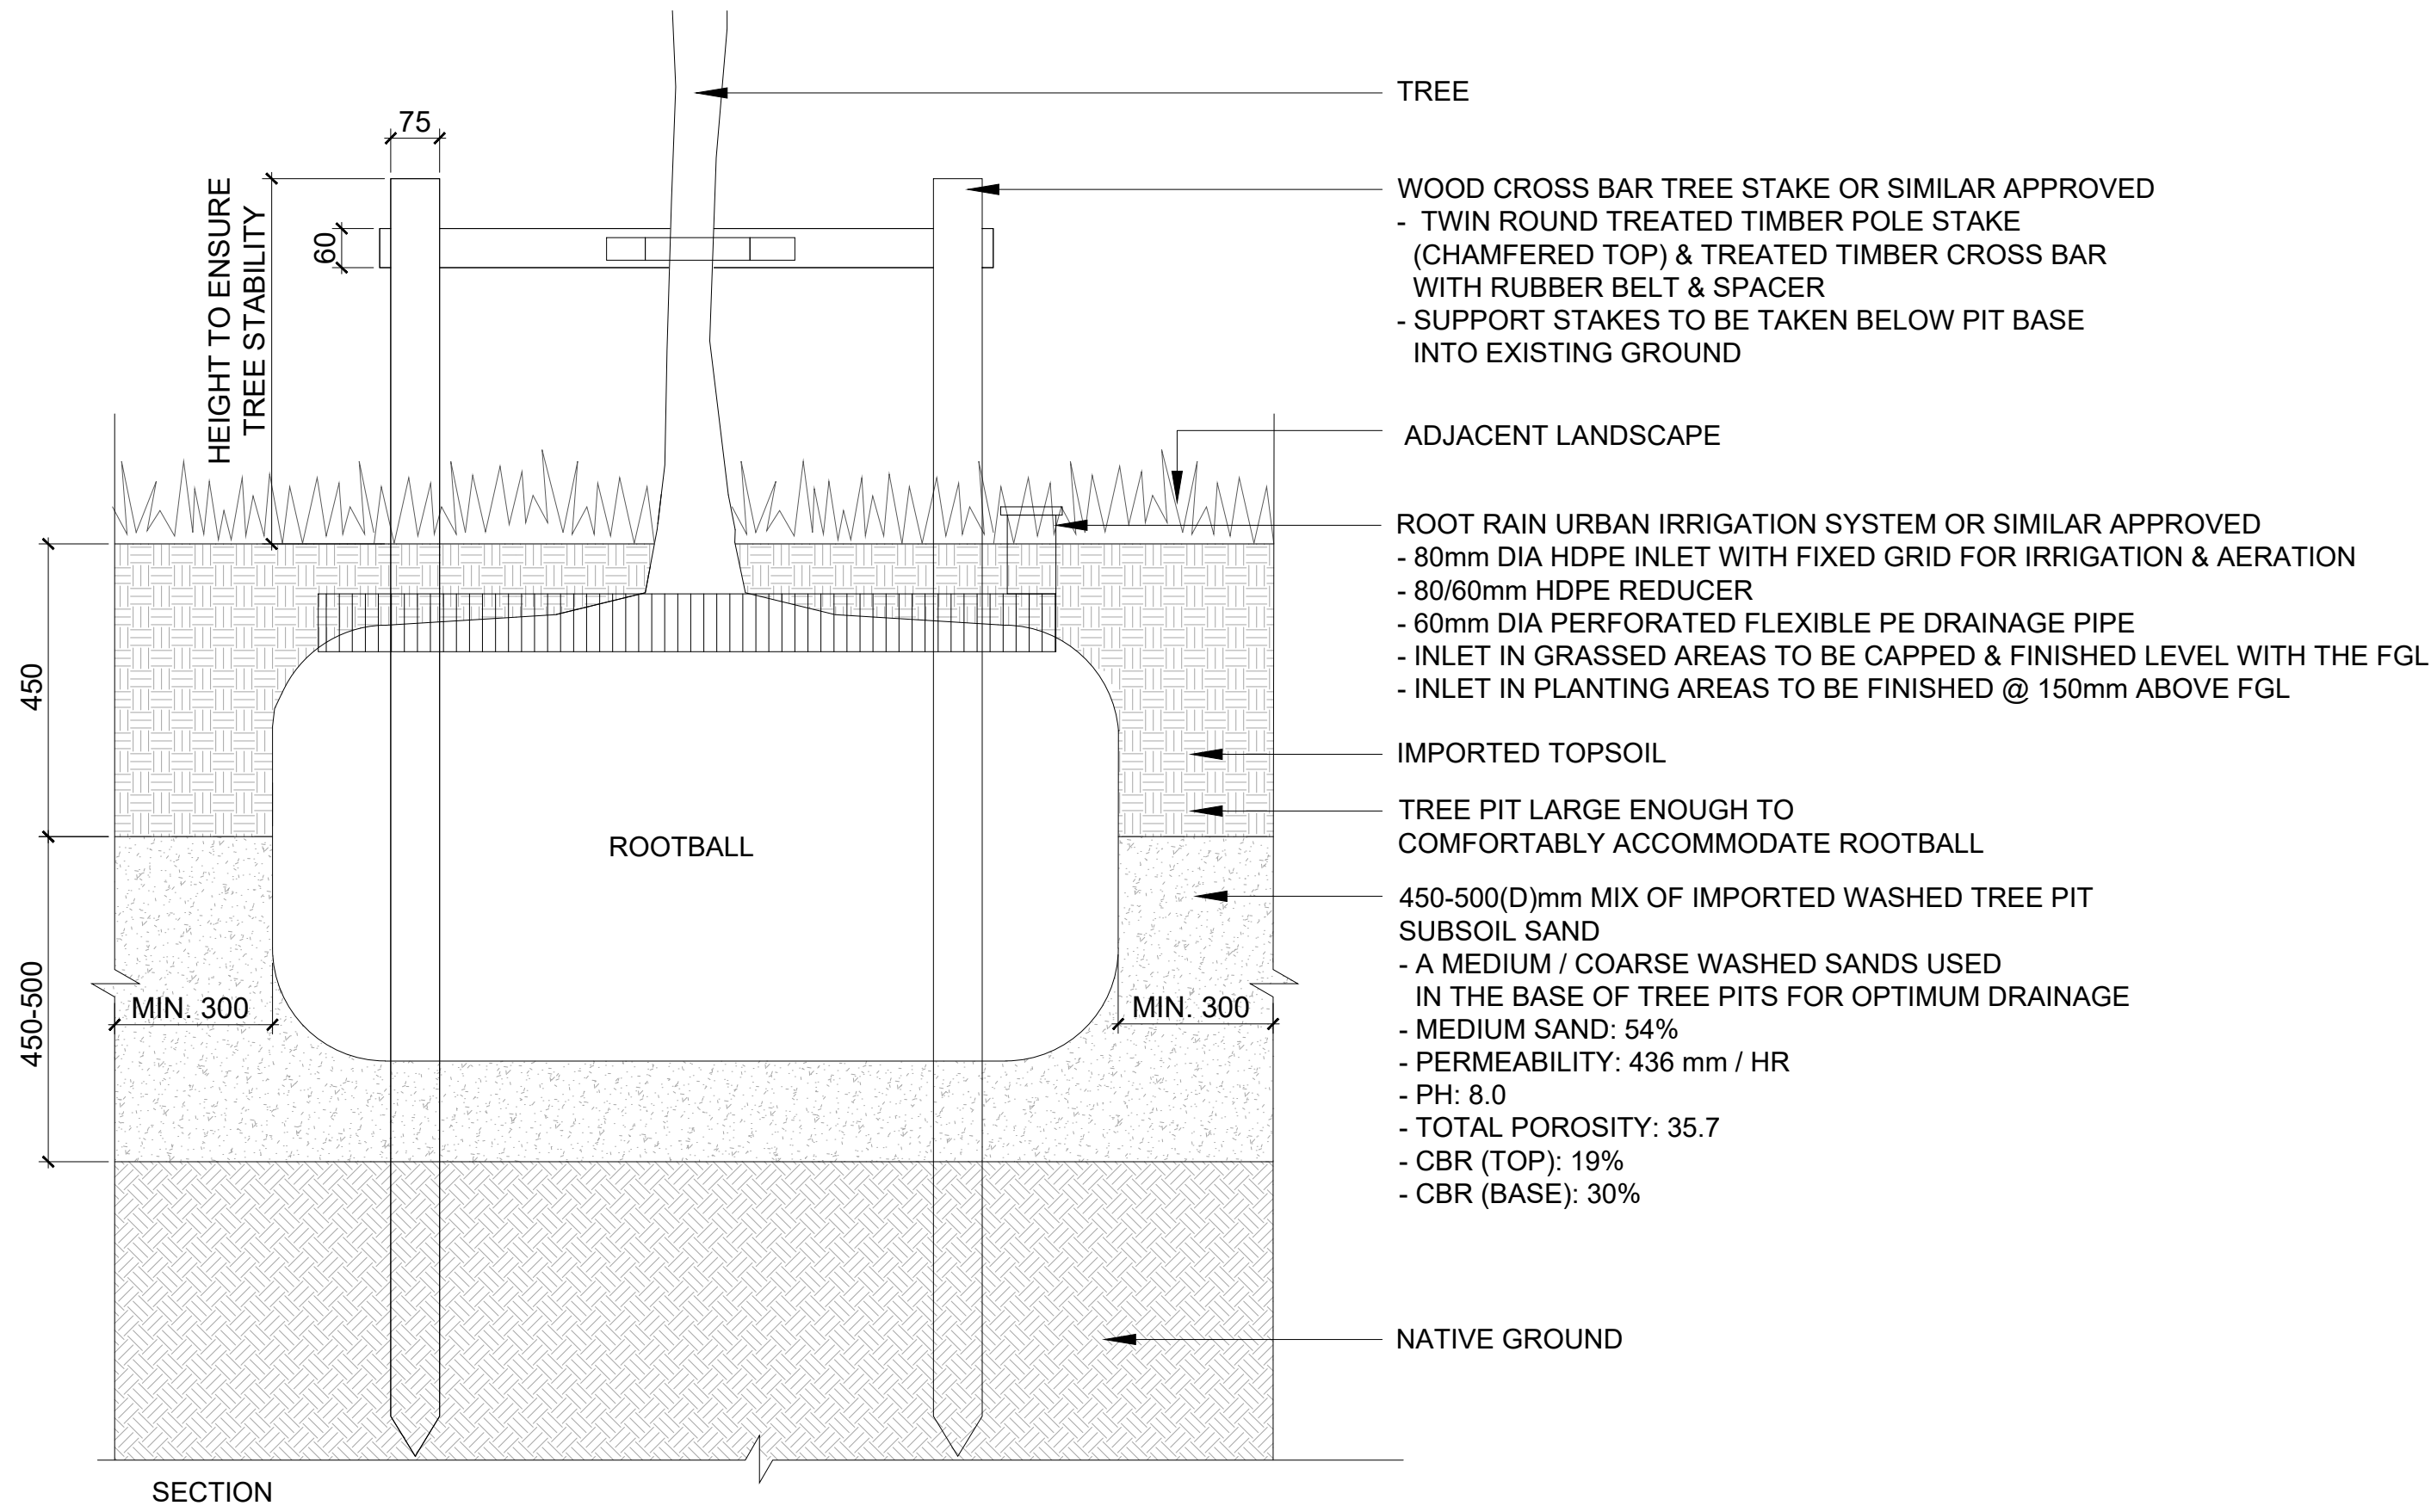 TREE
75
WOOD CROSS BAR TREE STAKE OR SIMILAR APPROVED
- TWIN ROUND TREATED TIMBER POLE STAKE
(CHAMFERED TOP) & TREATED TIMBER CROSS BAR
WITH RUBBER BELT & SPACER
- SUPPORT STAKES TO BE TAKEN BELOW PIT BASE
INTO EXISTING GROUND
HEIGHT TO ENSURE
TREE STABILITY
60
ADJACENT LANDSCAPE
ROOT RAIN URBAN IRRIGATION SYSTEM OR SIMILAR APPROVED
- 80mm DIA HDPE INLET WITH FIXED GRID FOR IRRIGATION & AERATION
- 80/60mm HDPE REDUCER
- 60mm DIA PERFORATED FLEXIBLE PE DRAINAGE PIPE
- INLET IN GRASSED AREAS TO BE CAPPED & FINISHED LEVEL WITH THE FGL
- INLET IN PLANTING AREAS TO BE FINISHED @ 150mm ABOVE FGL
450
IMPORTED TOPSOIL
TREE PIT LARGE ENOUGH TO
COMFORTABLY ACCOMMODATE ROOTBALL
ROOTBALL
450-500(D)mm MIX OF IMPORTED WASHED TREE PIT
SUBSOIL SAND
- A MEDIUM / COARSE WASHED SANDS USED
IN THE BASE OF TREE PITS FOR OPTIMUM DRAINAGE
- MEDIUM SAND: 54%
- PERMEABILITY: 436 mm / HR
- PH: 8.0
- TOTAL POROSITY: 35.7
- CBR (TOP): 19%
- CBR (BASE): 30%
450-500
MIN. 300
MIN. 300
NATIVE GROUND
SECTION